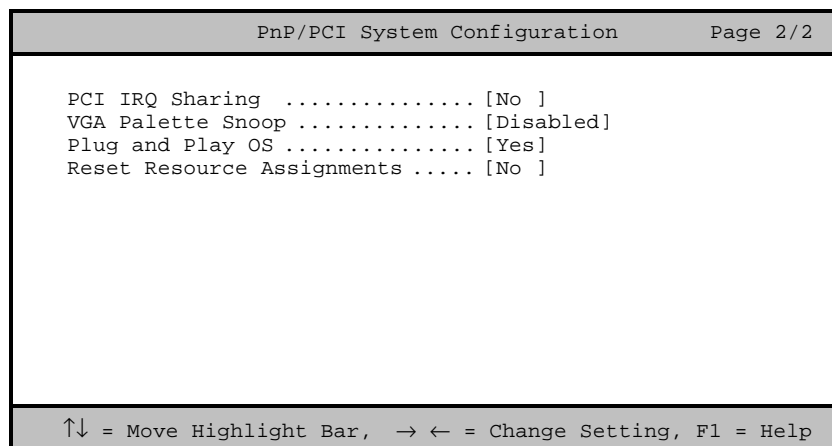 PnP/PCI System Configuration Page 2/2
PCI IRQ Sharing ............... [No ]
VGA Palette Snoop .............. [Disabled]
Plug and Play OS ............... [Yes]
Reset Resource Assignments ..... [No ]
↑↓ = Move Highlight Bar, → ← = Change Setting, F1 = Help